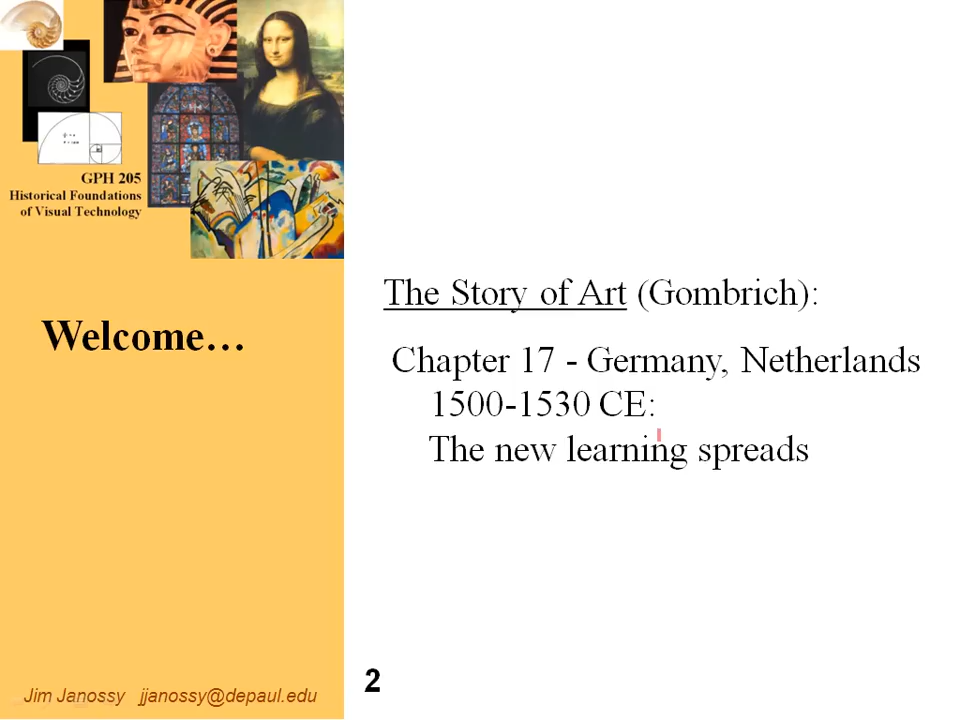 GPH 205
Historical Foundations
of Visual Technology
Welcome…
The Story of Art (Gombrich):
Chapter 17 - Germany, Netherlands
1500-1530 CE:
The new learning spreads
Jim Janossy jjanossy@depaul.edu
2